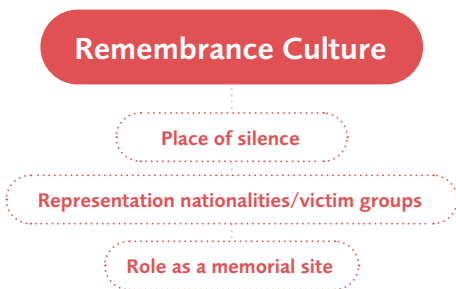 Remembrance Culture
Place of silence
Representation nationalities/victim groups
Role as a memorial site